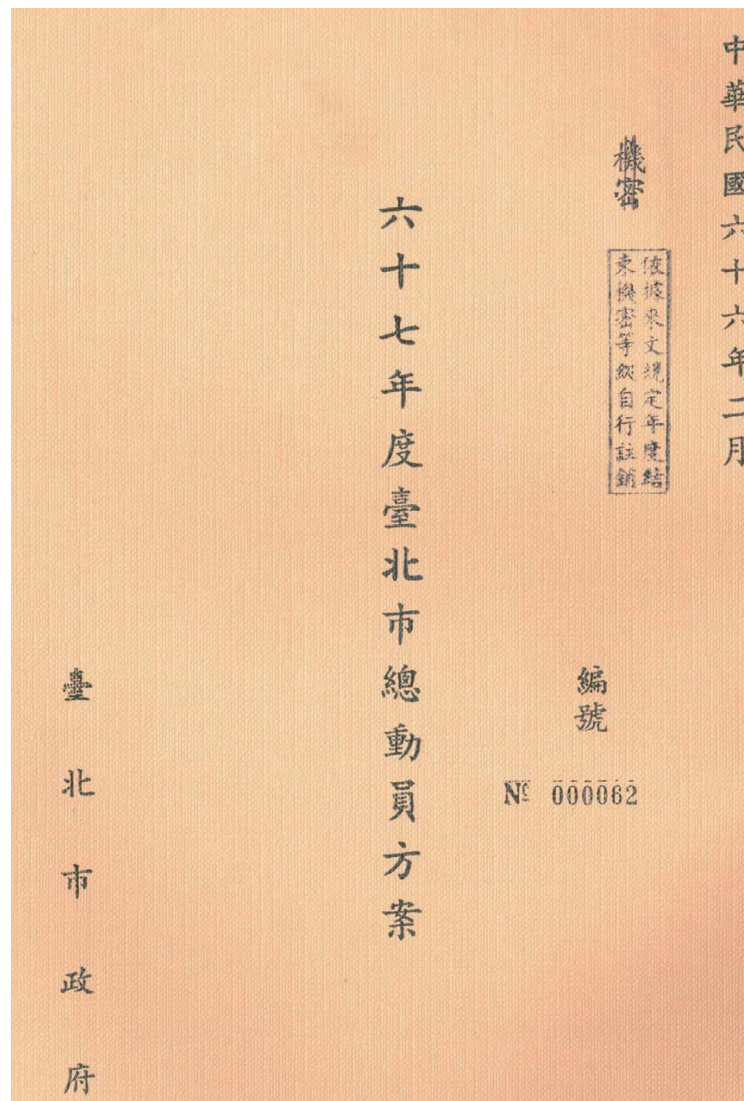 中華民國六十六年二月
機密
依據來文規定年度結
束機密等級自行註銷
編號
№ 000062
六十七年度臺北市總動員方案
臺北市政府